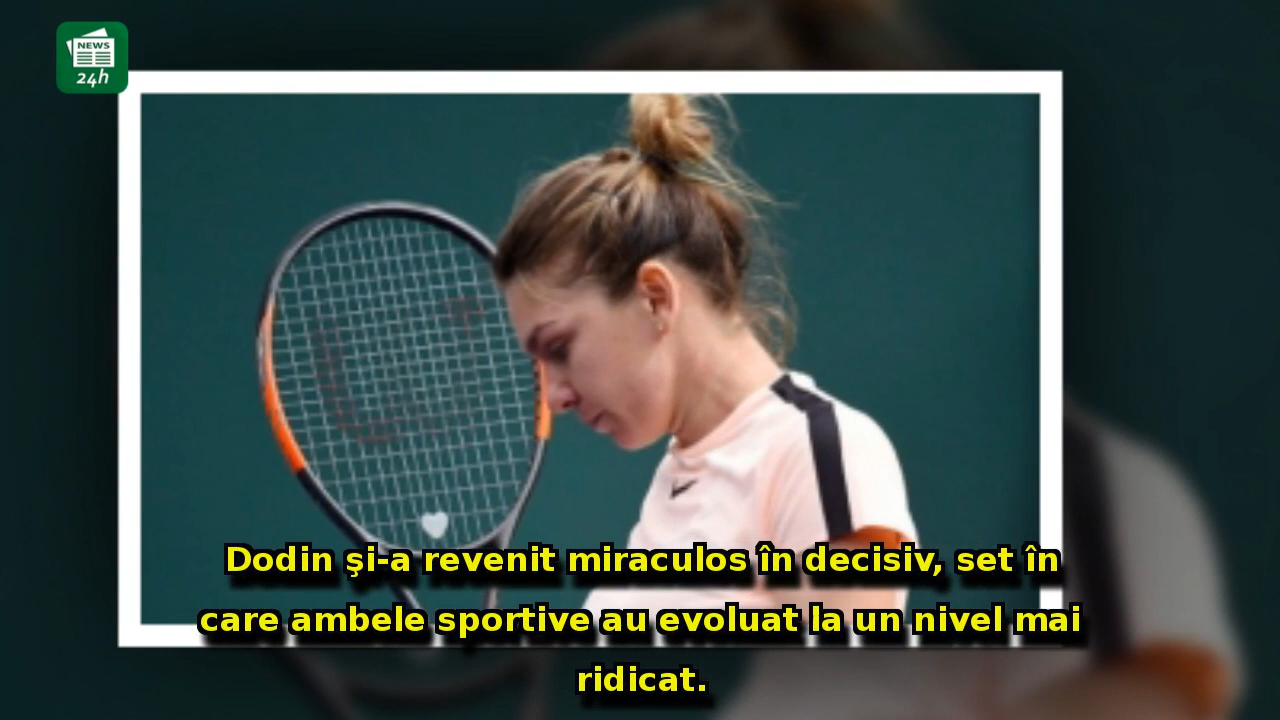 NEWS
24h
Dodin şi-a revenit miraculos în decisiv, set în
care ambele sportive au evoluat la un nivel mai
ridicat.